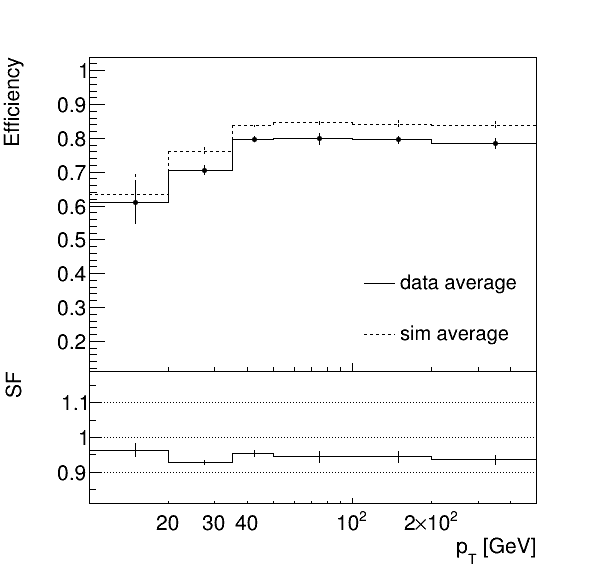 Efficiency
1
0.9
0.8
0.7
0.6
0.5
0.4
0.3
0.2
data average
sim average
SF
1.1
1
0.9
20 30 40 10² 2×10²
p_T [GeV]